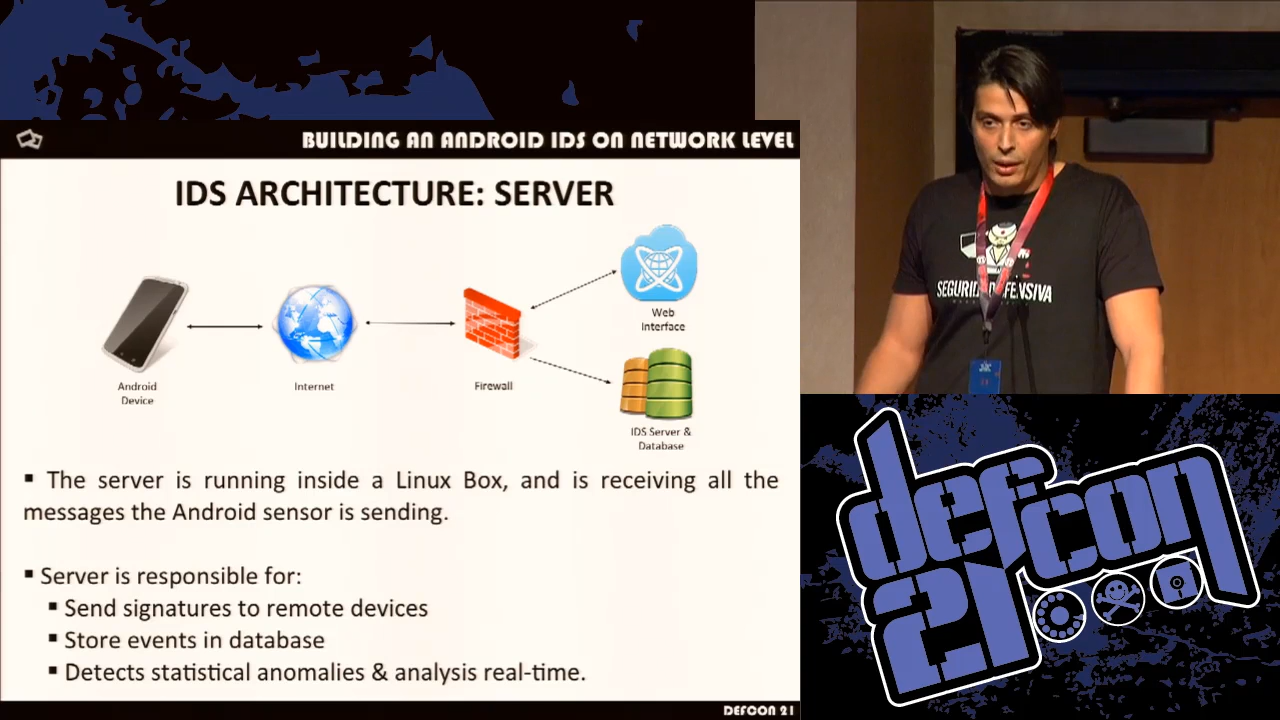 BUILDING AN ANDROID IDS ON NETWORK LEVEL
IDS ARCHITECTURE: SERVER
Android
Device
Internet
Firewall
Web
Interface
IDS Server &
Database
▪ The server is running inside a Linux Box, and is receiving all the
messages the Android sensor is sending.
▪ Server is responsible for:
▪ Send signatures to remote devices
▪ Store events in database
▪ Detects statistical anomalies & analysis real-time.
DEFCON 21
defcon
21